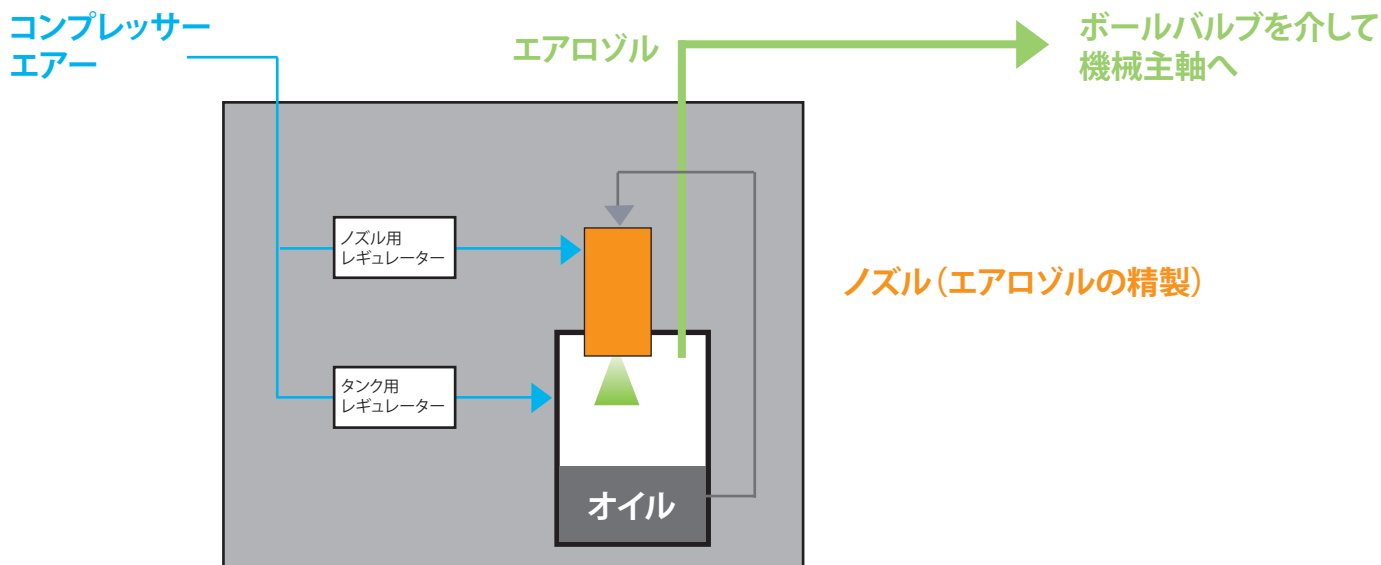 コンプレッサー
エアー
エアロゾル
ボールバルブを介して
機械主軸へ
ノズル用
レギュレーター
ノズル（エアロゾルの精製）
タンク用
レギュレーター
オイル